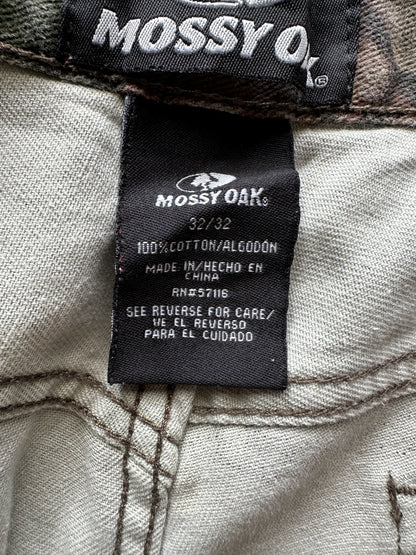 MOSSY OAK®
MOSSY OAK®
32/32
100% COTTON/ALGODÓN
MADE IN/HECHO EN
CHINA
RN#57116
SEE REVERSE FOR CARE/
VE EL REVERSO
PARA EL CUIDADO